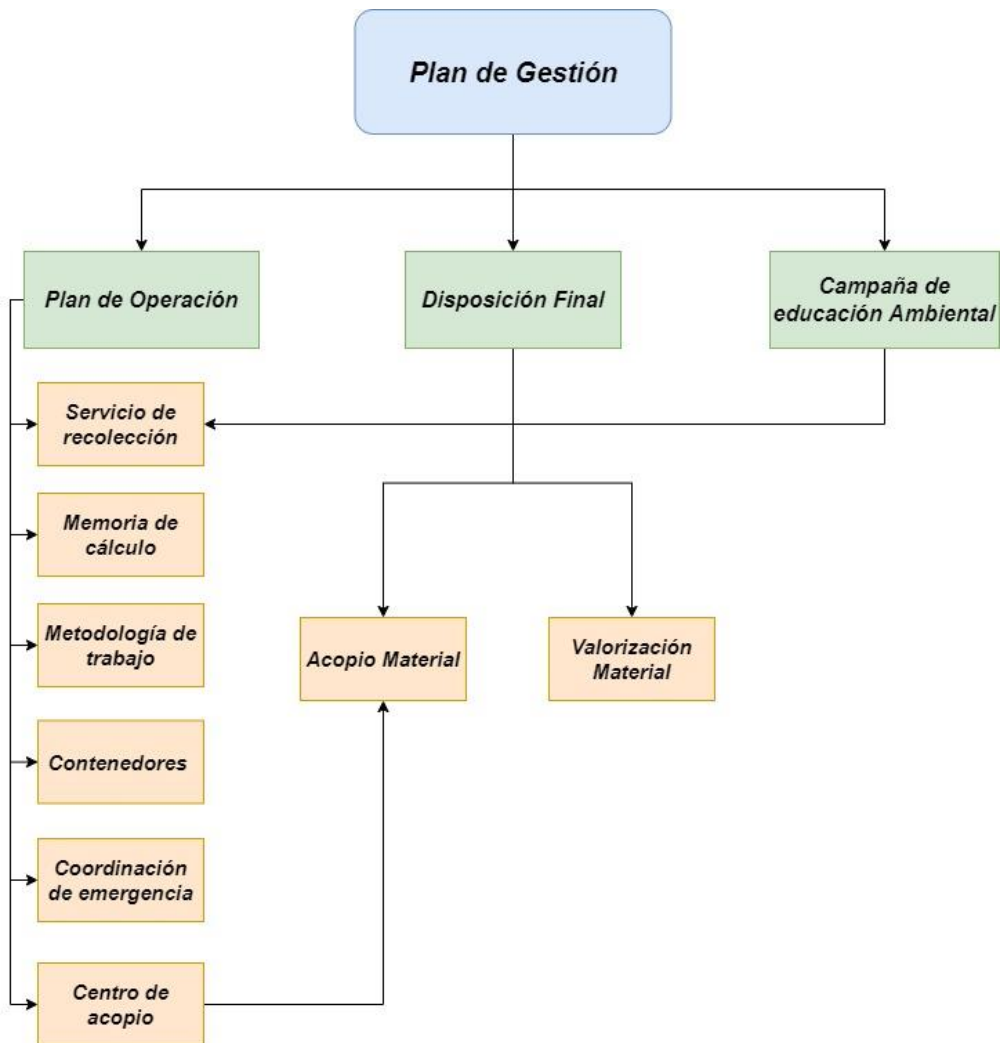 Plan de Gestión
Plan de Operación
Disposición Final
Campaña de
educación Ambiental
Servicio de
recolección
Memoria de
cálculo
Metodología de
trabajo
Acopio Material
Valorización
Material
Contenedores
Coordinación
de emergencia
Centro de
acopio